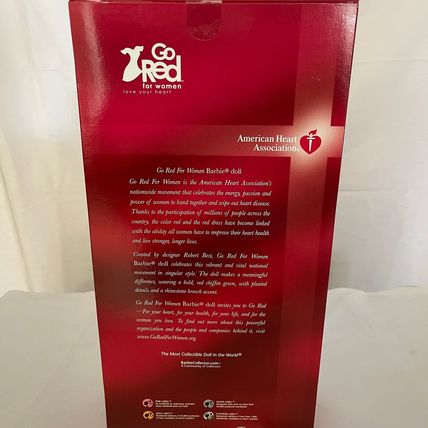 Go
Red
for women
love your heart
American Heart
Association®
Go Red For Women Barbie® doll
Go Red For Women is the American Heart Association's
nationwide movement that celebrates the energy, passion and
power of women to band together and wipe out heart disease.
Thanks to the participation of millions of people across the
country, the color red and the red dress have become linked
with the ability all women have to improve their heart health
and live stronger, longer lives.
Created by designer Robert Best, Go Red For Women
Barbie® doll celebrates this vibrant and vital national
movement in singular style. The doll makes a meaningful
difference, wearing a bold, red chiffon gown, with pleated
details and a rhinestone brooch accent.
Go Red For Women Barbie® doll invites you to Go Red
—For your heart, for your health, for your life, and for the
women you love. To find out more about this powerful
organization and the people and companies behind it, visit
www.GoRedForWomen.org
The Most Collectible Doll in the World®
BarbieCollector.com™
A Community of Collectors
PINK LABEL™
SILVER LABEL™
GOLD LABEL™
PLATINUM LABEL™